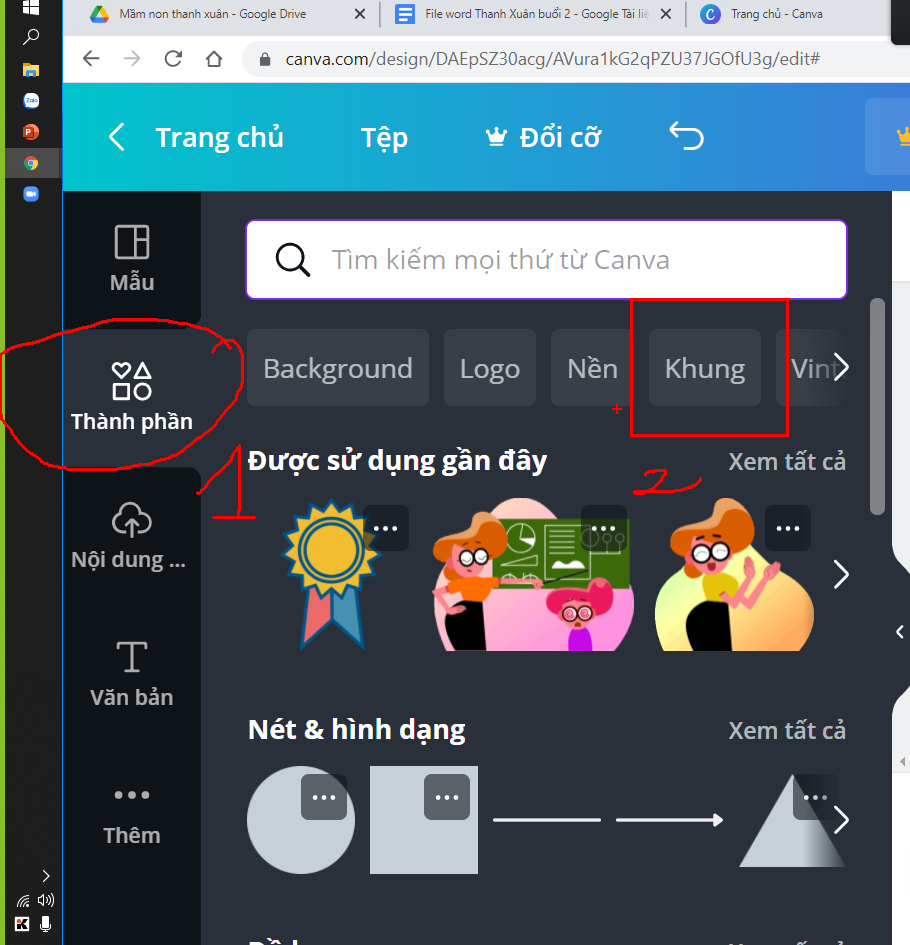 Mầm non thanh xuân - Google Drive
File word Thanh Xuân buổi 2 - Google Tài liệ
Trang chủ - Canva
canva.com/design/DAEpSZ30acg/AVura1kG2qPZU37JGOfU3g/edit#
Trang chủ Tệp Đổi cỡ
Tìm kiếm mọi thứ từ Canva
Mẫu
Background Logo Nền Khung Vint
Thành phần
1
Được sử dụng gần đây Xem tất cả
2
Nội dung ...
Văn bản
Nét & hình dạng Xem tất cả
Thêm
Zalo